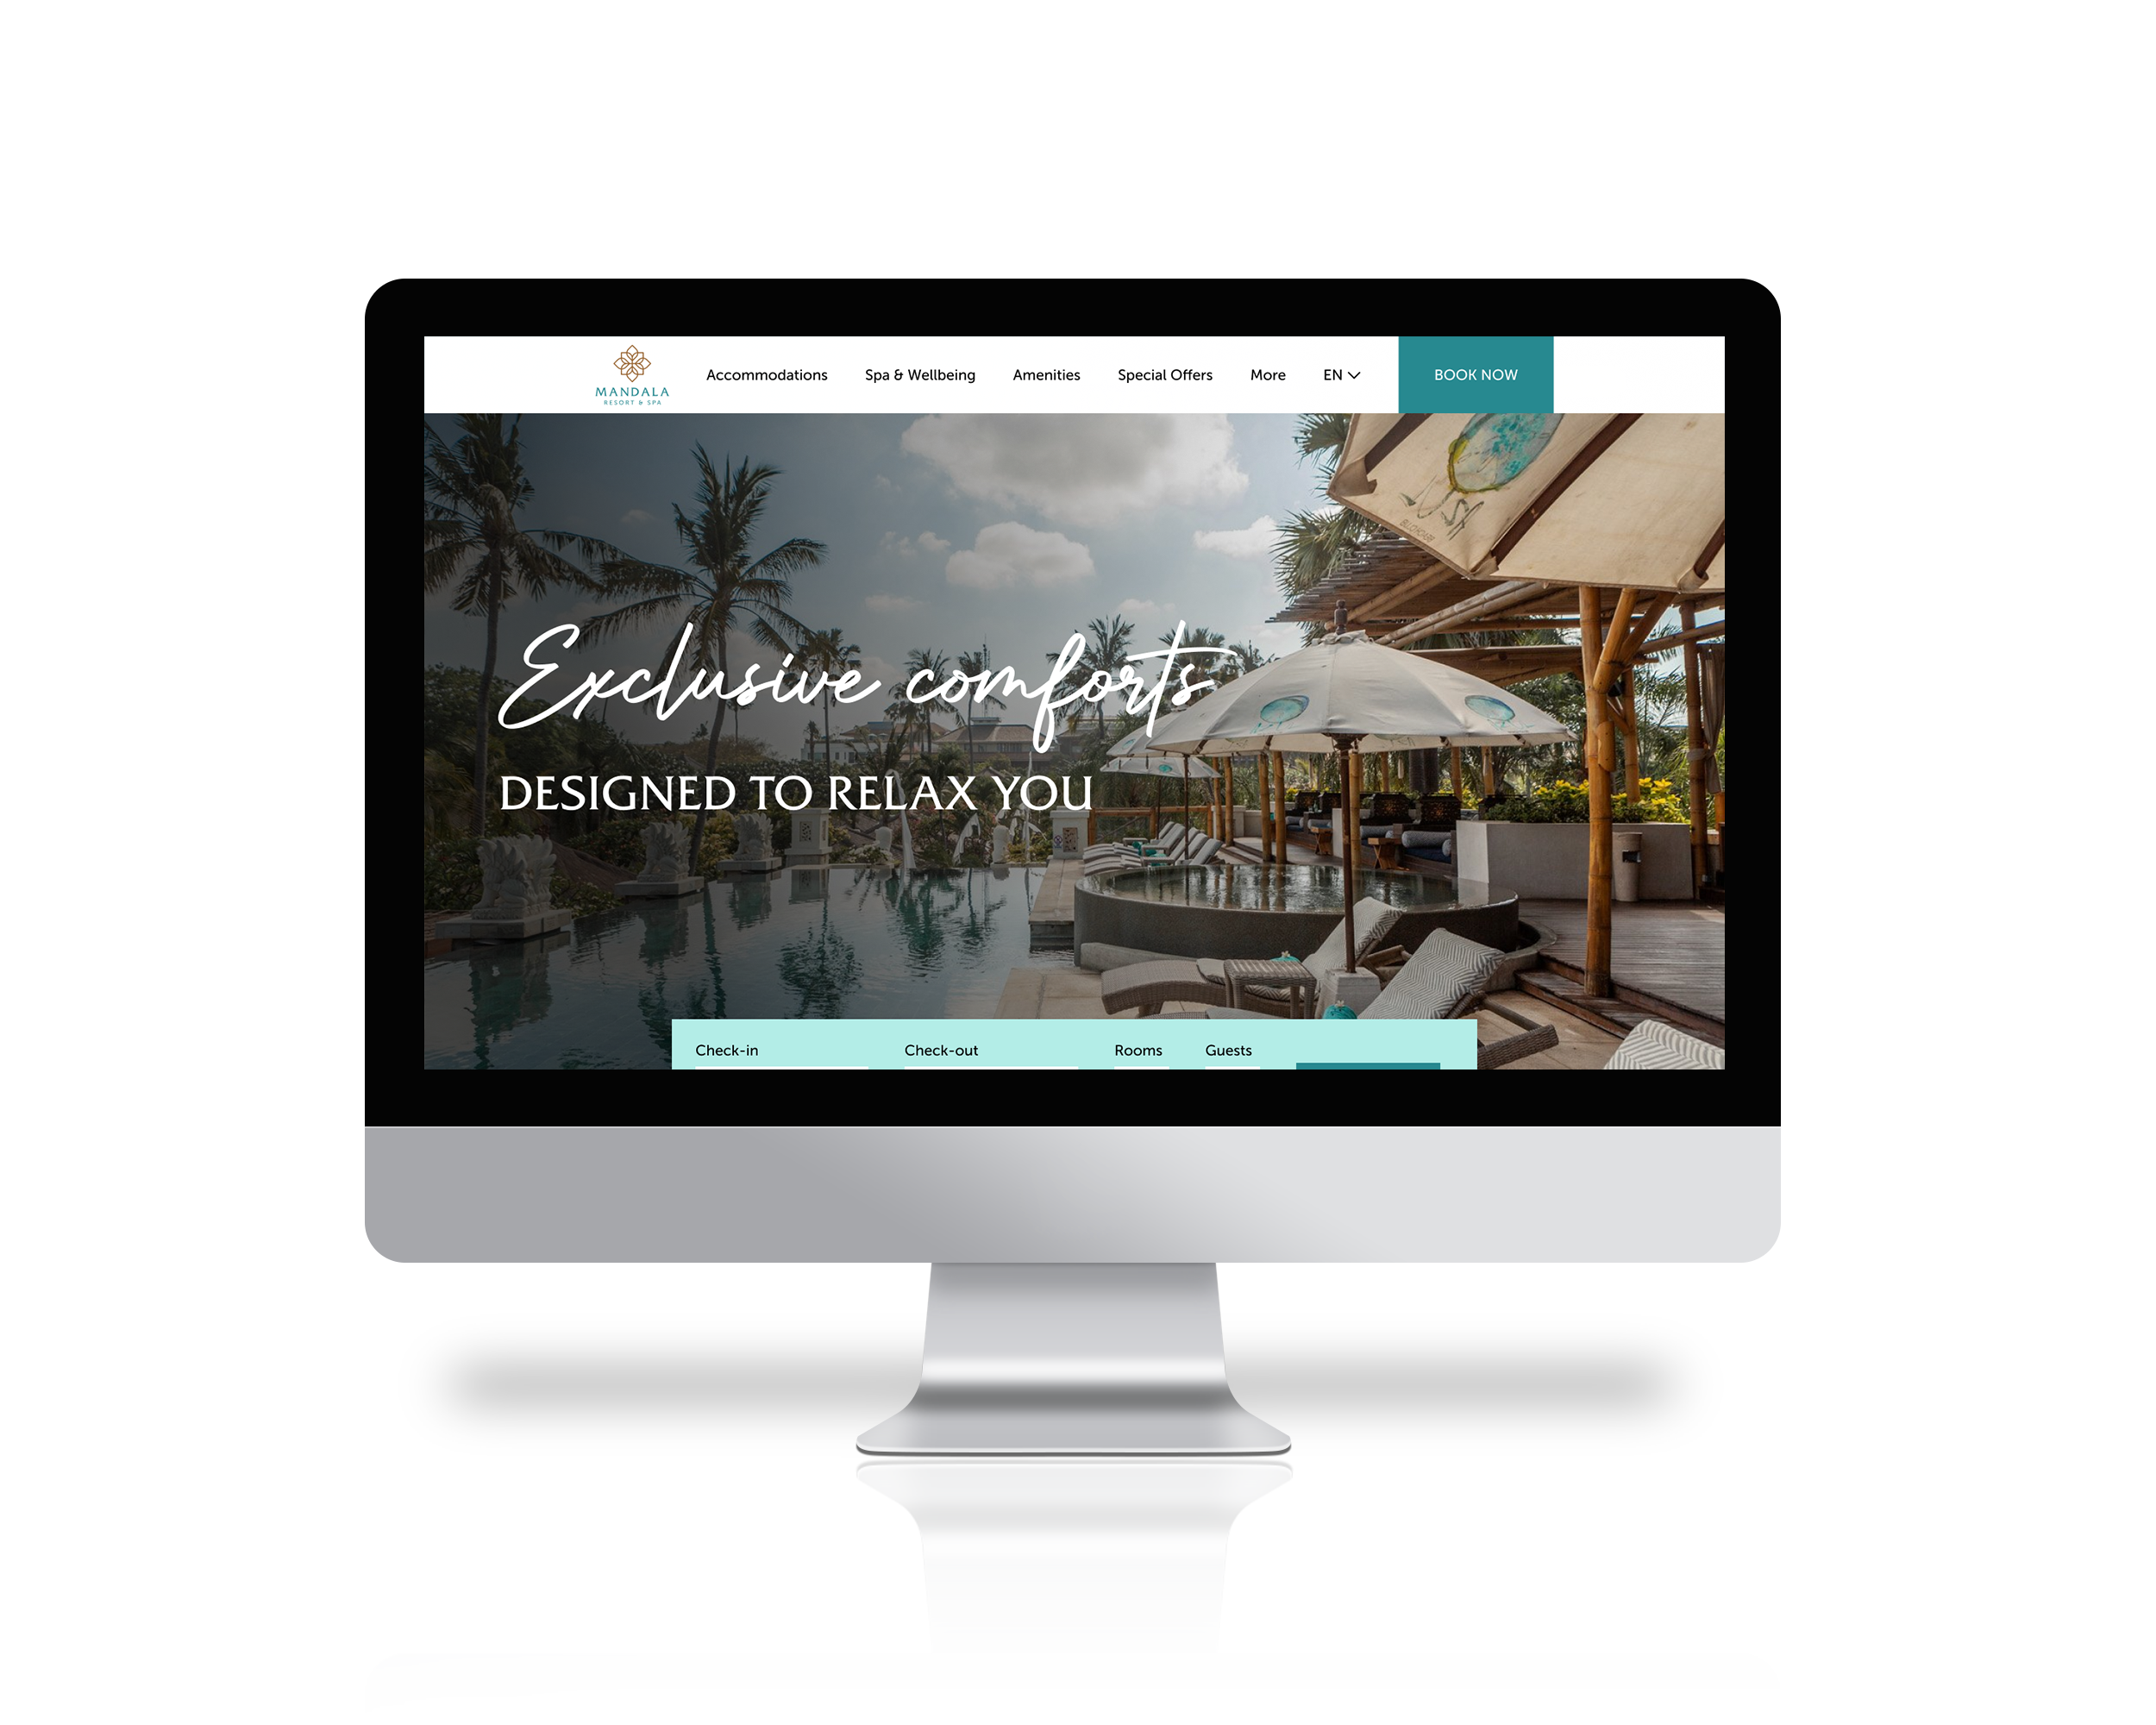 MANDALA
RESORT & SPA
Accommodations Spa & Wellbeing Amenities Special Offers More EN BOOK NOW
Exclusive comforts
DESIGNED TO RELAX YOU
Check-in Check-out Rooms Guests